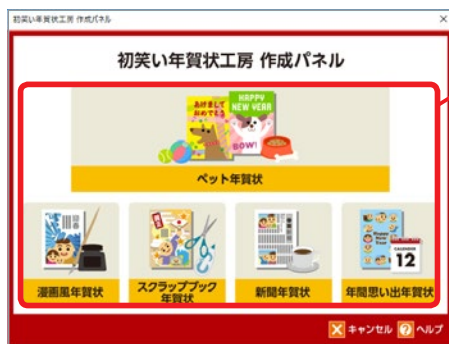 初笑い年賀状工房 作成パネル
初笑い年賀状工房 作成パネル
あけまして
おめでとう
HAPPY
NEW YEAR
BOW!
ペット年賀状
迎春
CALENDER
12
漫画風年賀状
スクラップブック
年賀状
新聞年賀状
年間思い出年賀状
キャンセル
ヘルプ